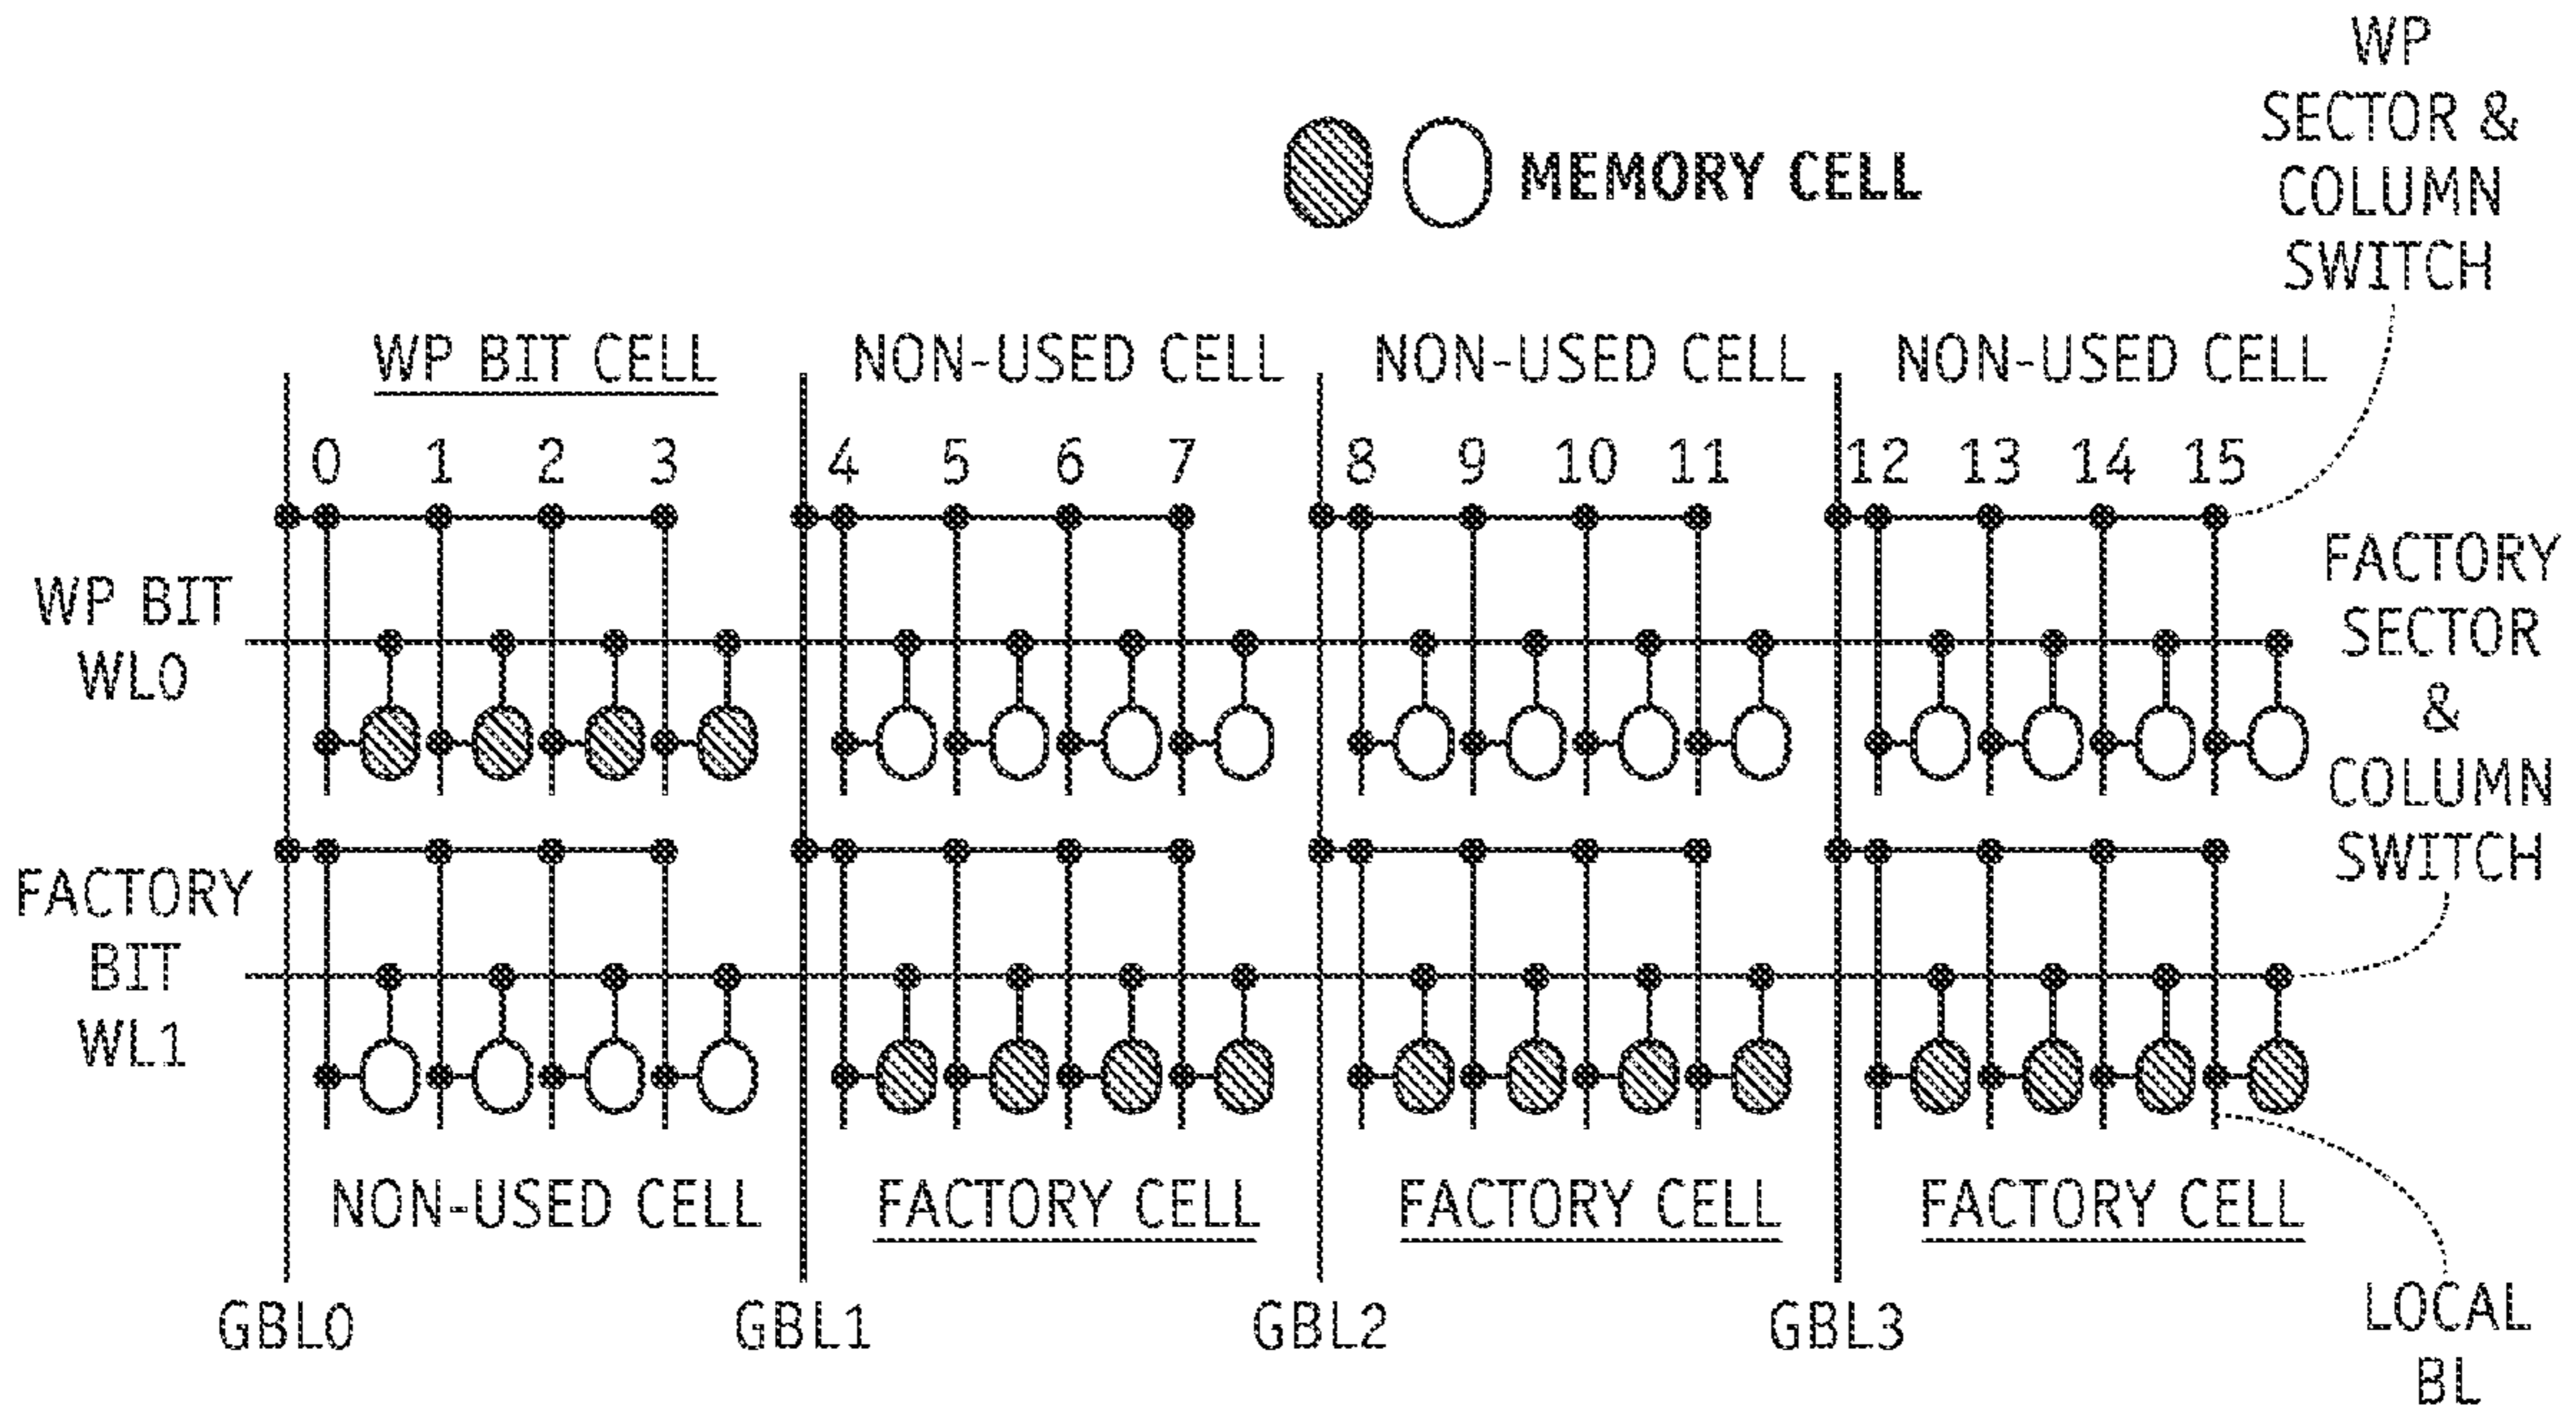 WP
SECTOR &
COLUMN
SWITCH
MEMORY CELL
WP BIT CELL
NON-USED CELL
NON-USED CELL
NON-USED CELL
0 1 2 3 4 5 6 7 8 9 10 11 12 13 14 15
WP BIT
WL0
FACTORY
SECTOR
&
COLUMN
SWITCH
FACTORY
BIT
WL1
NON-USED CELL
FACTORY CELL
FACTORY CELL
FACTORY CELL
GBL0
GBL1
GBL2
GBL3
LOCAL
BL